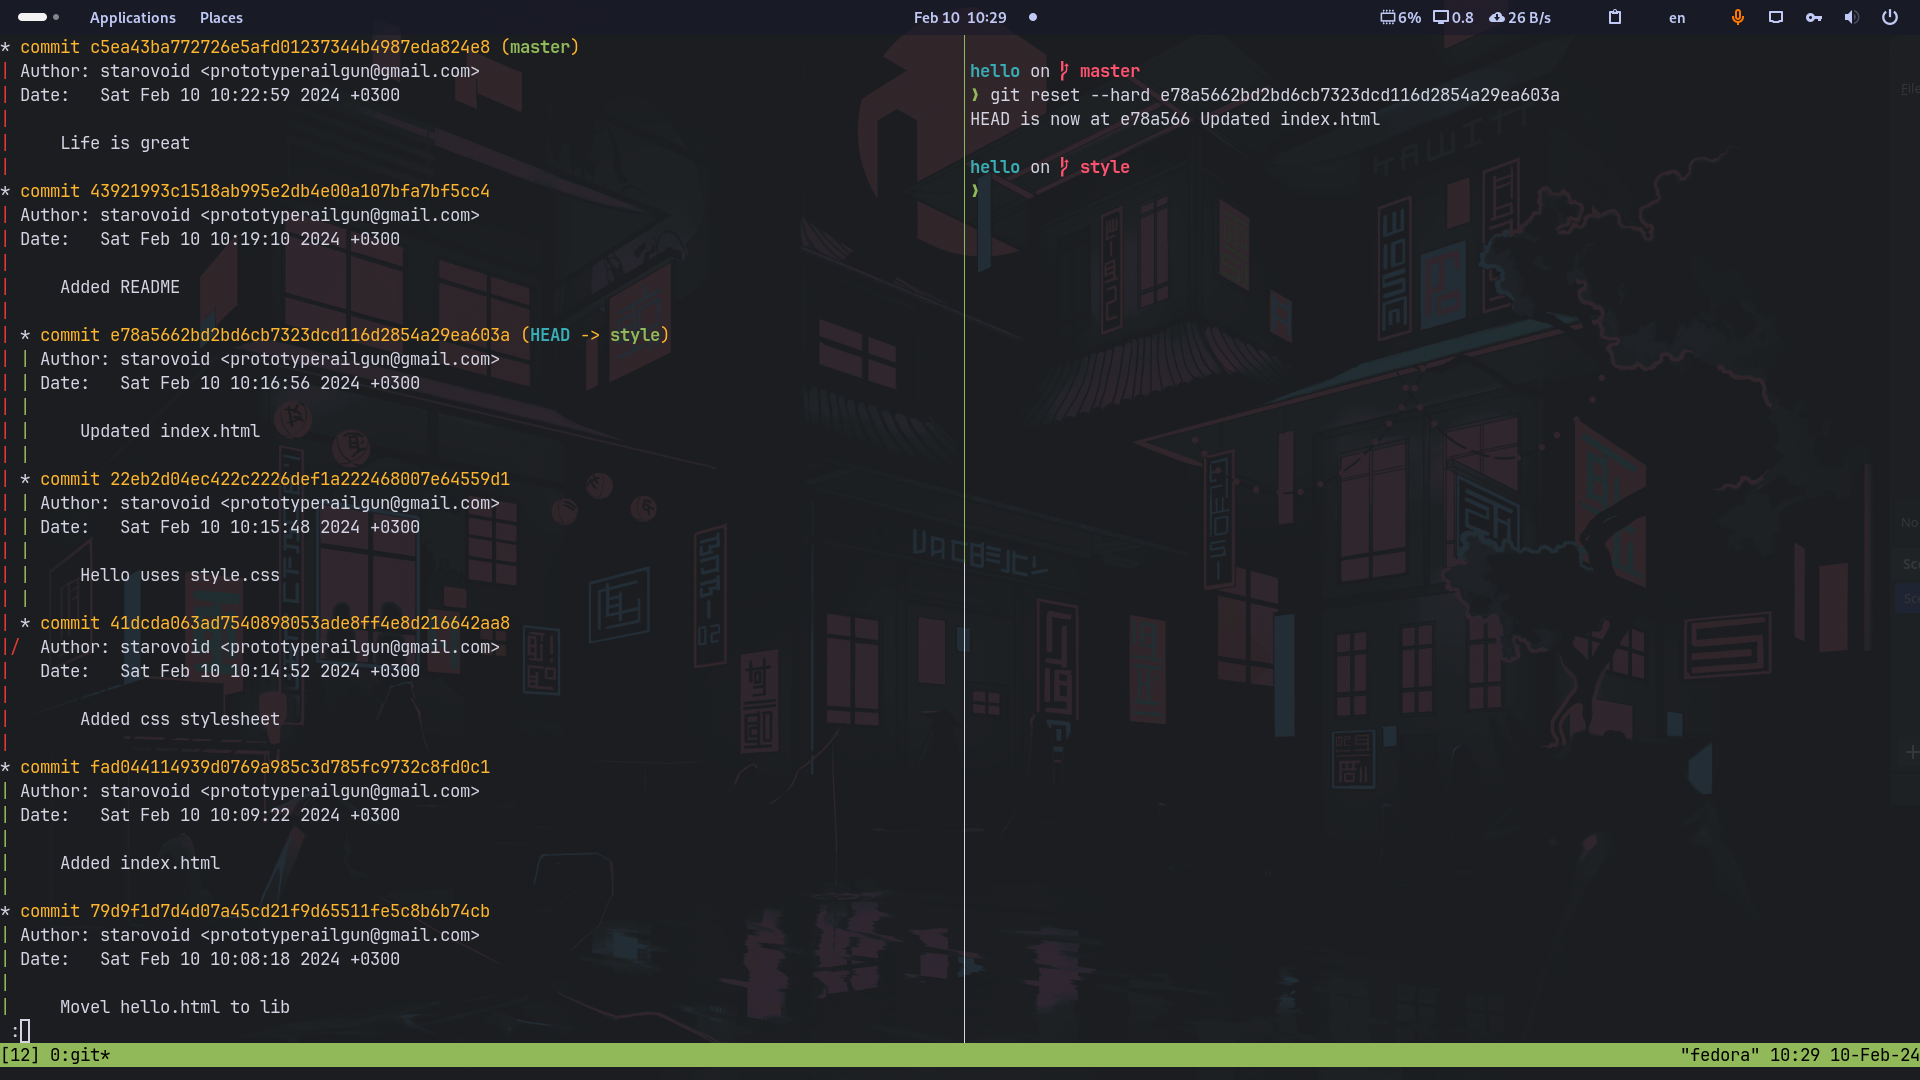 Applications Places Feb 10 10:29 6% 0.8 26 B/s en
* commit c5ea43ba772726e5afd01237344b4987eda824e8 (master)
| Author: starovoid <prototyperailgun@gmail.com>
| Date:   Sat Feb 10 10:22:59 2024 +0300
|
|     Life is great
|
* commit 43921993c1518ab995e2db4e00a107bfa7bf5cc4
| Author: starovoid <prototyperailgun@gmail.com>
| Date:   Sat Feb 10 10:19:10 2024 +0300
|
|     Added README
|
| * commit e78a5662bd2bd6cb7323dcd116d2854a29ea603a (HEAD -> style)
| | Author: starovoid <prototyperailgun@gmail.com>
| | Date:   Sat Feb 10 10:16:56 2024 +0300
| |
| |     Updated index.html
| |
| * commit 22eb2d04ec422c2226def1a222468007e64559d1
| | Author: starovoid <prototyperailgun@gmail.com>
| | Date:   Sat Feb 10 10:15:48 2024 +0300
| |
| |     Hello uses style.css
| |
| * commit 41dcda063ad7540898053ade8ff4e8d216642aa8
|/  Author: starovoid <prototyperailgun@gmail.com>
|   Date:   Sat Feb 10 10:14:52 2024 +0300
|
|       Added css stylesheet
|
* commit fad044114939d0769a985c3d785fc9732c8fd0c1
| Author: starovoid <prototyperailgun@gmail.com>
| Date:   Sat Feb 10 10:09:22 2024 +0300
|
|     Added index.html
|
* commit 79d9f1d7d4d07a45cd21f9d65511fe5c8b6b74cb
| Author: starovoid <prototyperailgun@gmail.com>
| Date:   Sat Feb 10 10:08:18 2024 +0300
|
|     Movel hello.html to lib
:
hello on master
❯ git reset --hard e78a5662bd2bd6cb7323dcd116d2854a29ea603a
HEAD is now at e78a566 Updated index.html
hello on style
❯
[12] 0:git* "fedora" 10:29 10-Feb-24